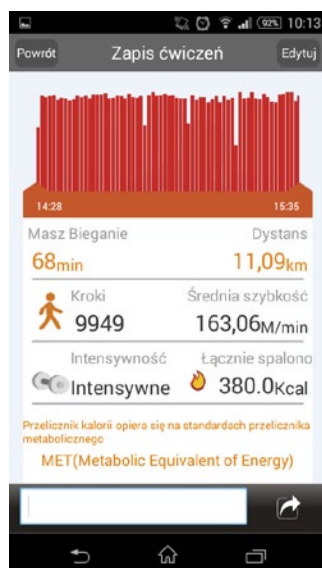 92% 10:13
Powrót Zapis ćwiczeń Edytuj
14:28 15:35
Masz Bieganie Dystans
68min 11,09km
Kroki Średnia szybkość
9949 163,06M/min
Intensywność Łącznie spalono
Intensywne 380.0Kcal
Przelicznik kalorii opiera się na standardach przelicznika
metabolicznego
MET(Metabolic Equivalent of Energy)